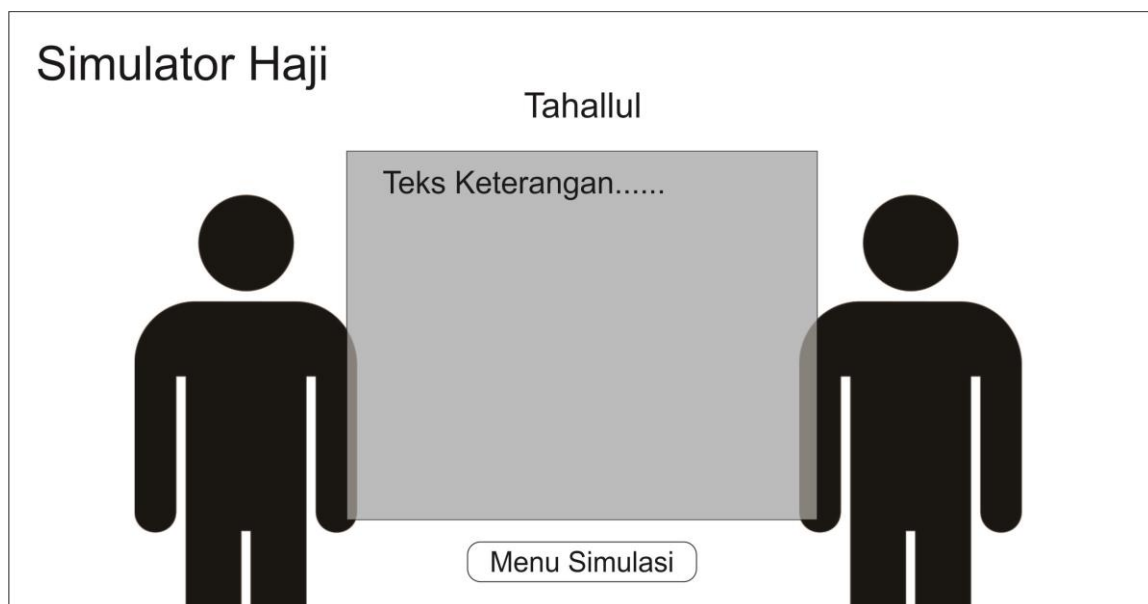 Simulator Haji
Tahallul
Teks Keterangan......
Menu Simulasi